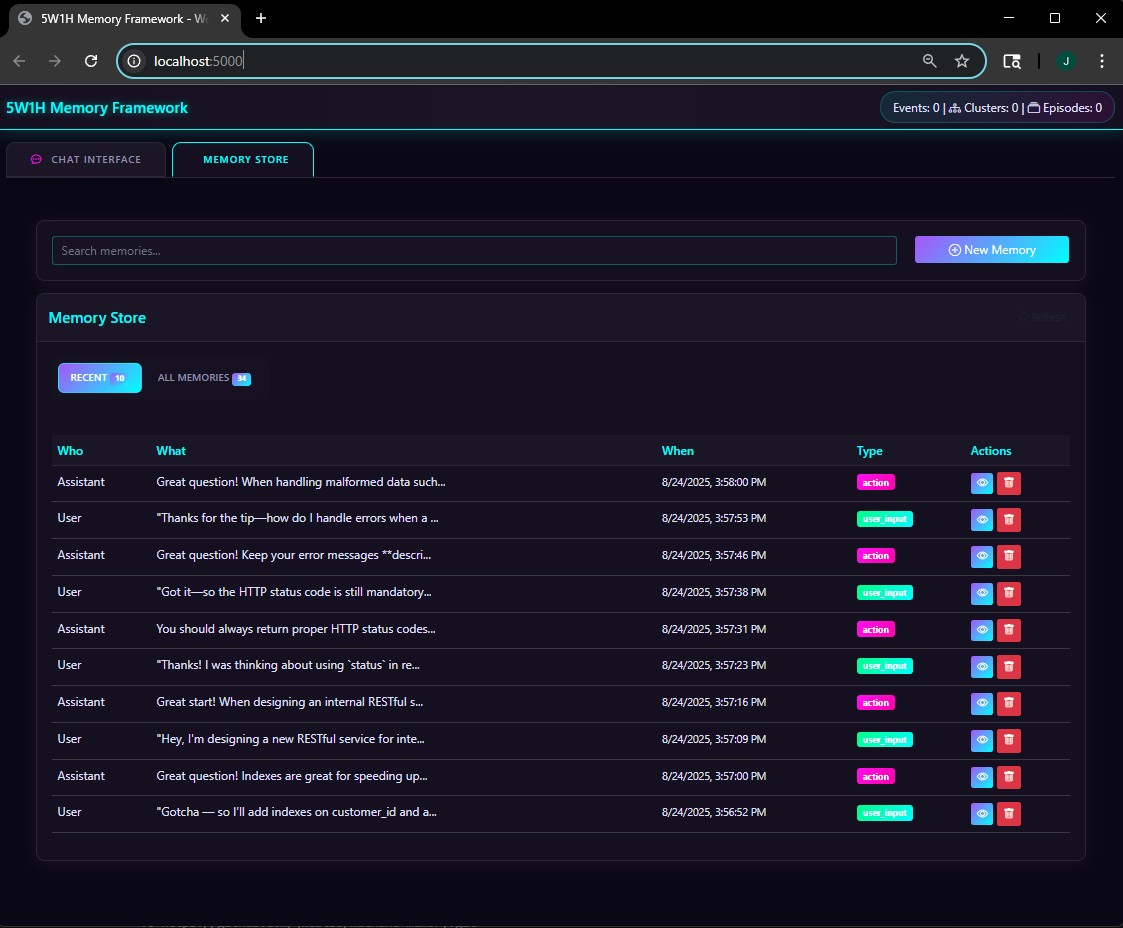 5W1H Memory Framework - W
localhost:5000
J
5W1H Memory Framework
Events: 0 | Clusters: 0 | Episodes: 0
CHAT INTERFACE
MEMORY STORE
Search memories...
New Memory
Memory Store
Refresh
RECENT 10
ALL MEMORIES 34
Who What When Type Actions
Assistant Great question! When handling malformed data such... 8/24/2025, 3:58:00 PM action
User "Thanks for the tip—how do I handle errors when a ... 8/24/2025, 3:57:53 PM user_input
Assistant Great question! Keep your error messages **descri... 8/24/2025, 3:57:46 PM action
User "Got it—so the HTTP status code is still mandatory... 8/24/2025, 3:57:38 PM user_input
Assistant You should always return proper HTTP status codes... 8/24/2025, 3:57:31 PM action
User "Thanks! I was thinking about using `status` in re... 8/24/2025, 3:57:23 PM user_input
Assistant Great start! When designing an internal RESTful s... 8/24/2025, 3:57:16 PM action
User "Hey, I'm designing a new RESTful service for inte... 8/24/2025, 3:57:09 PM user_input
Assistant Great question! Indexes are great for speeding up... 8/24/2025, 3:57:00 PM action
User "Gotcha — so I'll add indexes on customer_id and a... 8/24/2025, 3:56:52 PM user_input